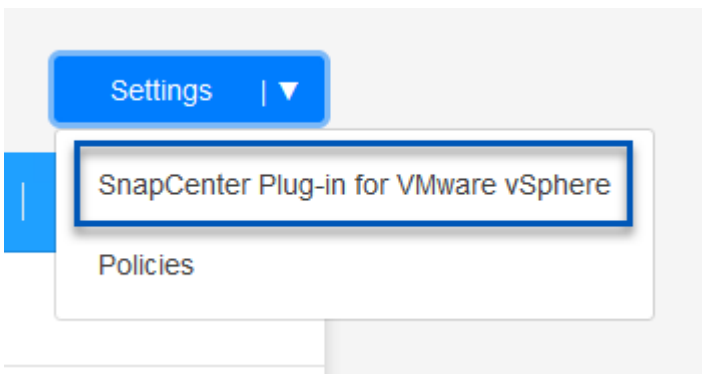 Settings | ▼
SnapCenter Plug-in for VMware vSphere
Policies